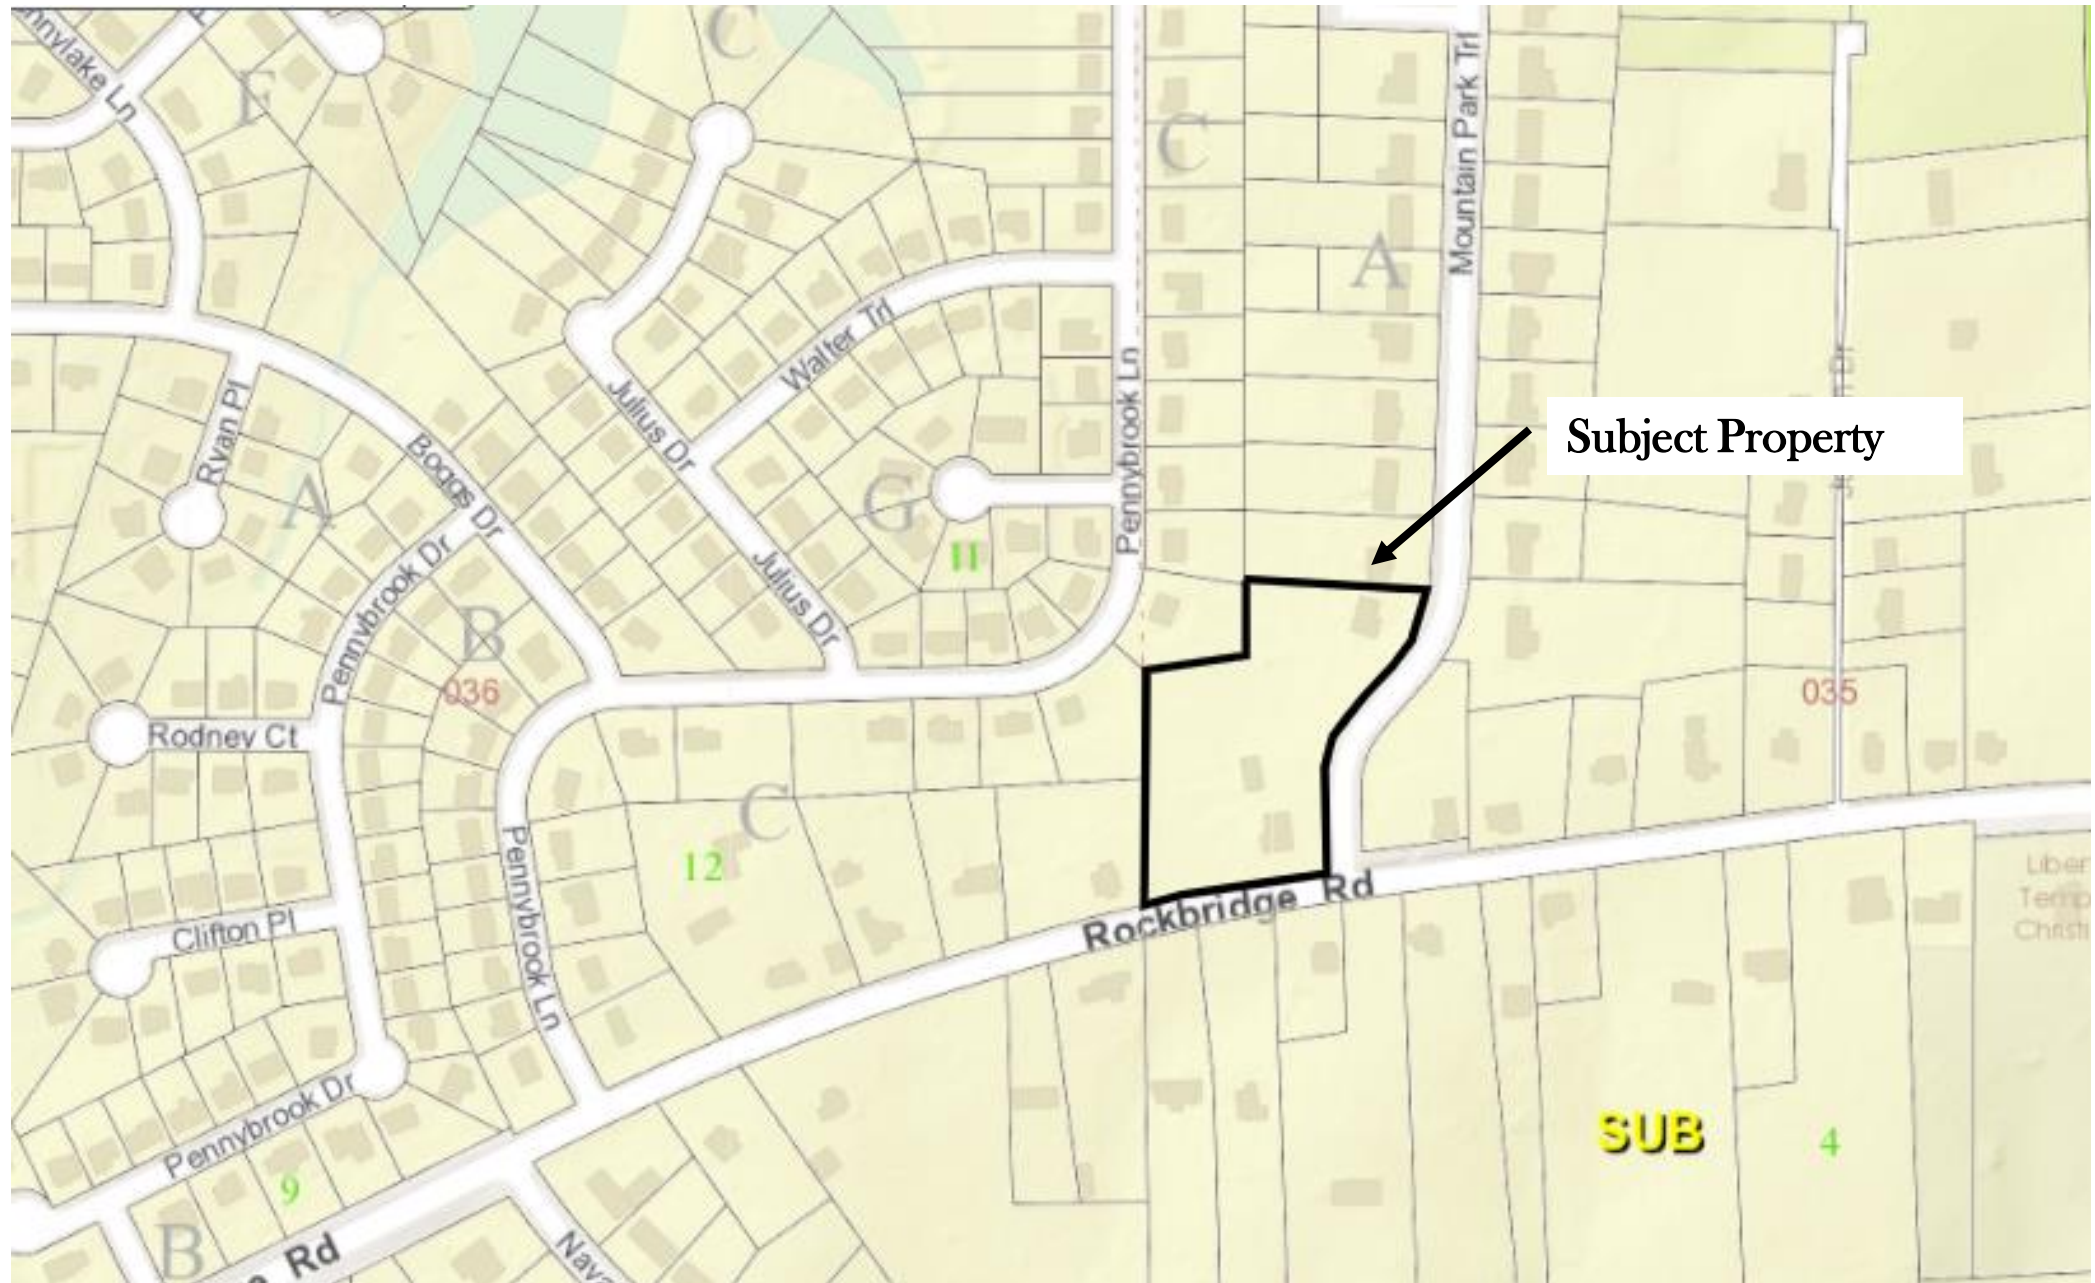 C
F
C
Mountain Park Trl
A
Walter Trl
Pennybrook Ln
Julius Dr
Ryan Pl
Boggs Dr
Subject Property
A
G
11
Pennybrook Dr
Julius Dr
B
036
035
Rodney Ct
C
12
Pennybrook Ln
Rockbridge Rd
Clifton Pl
Pennybrook Dr
SUB
4
9
B
Rd